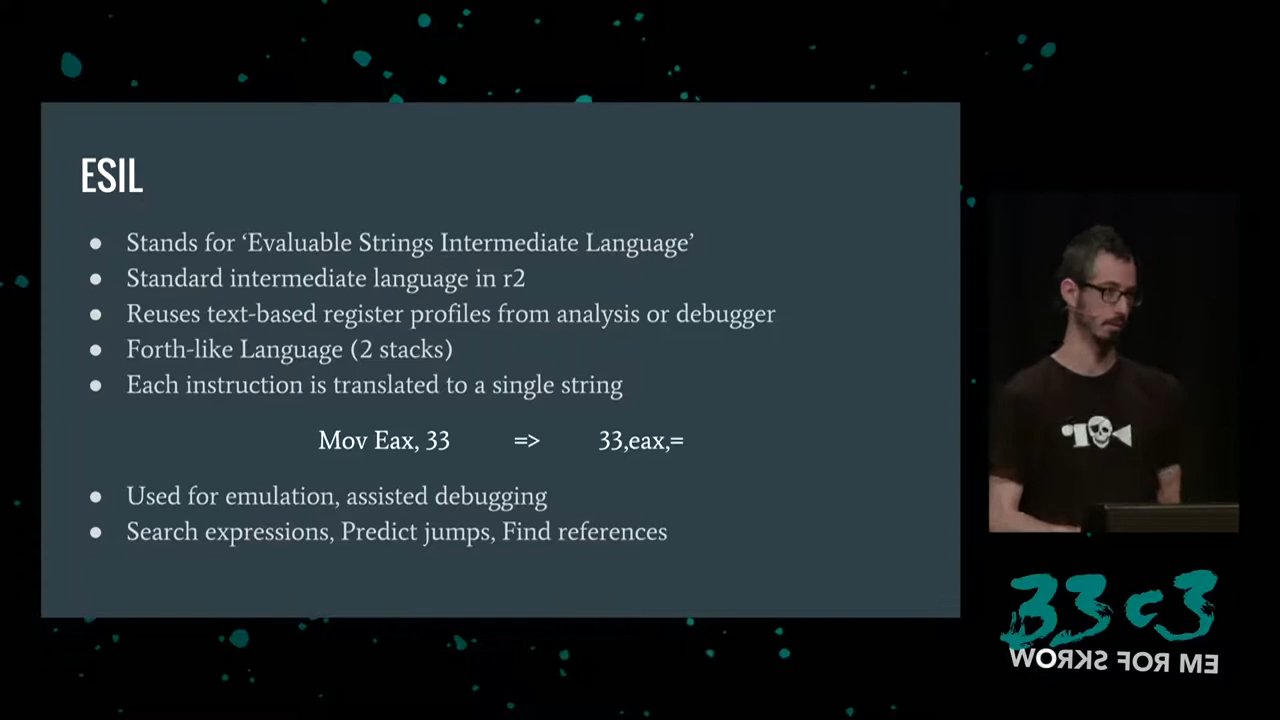 ESIL
● Stands for ‘Evaluable Strings Intermediate Language’
● Standard intermediate language in r2
● Reuses text-based register profiles from analysis or debugger
● Forth-like Language (2 stacks)
● Each instruction is translated to a single string
Mov Eax, 33 => 33,eax,=
● Used for emulation, assisted debugging
● Search expressions, Predict jumps, Find references
33c3
WORKS FOR ME